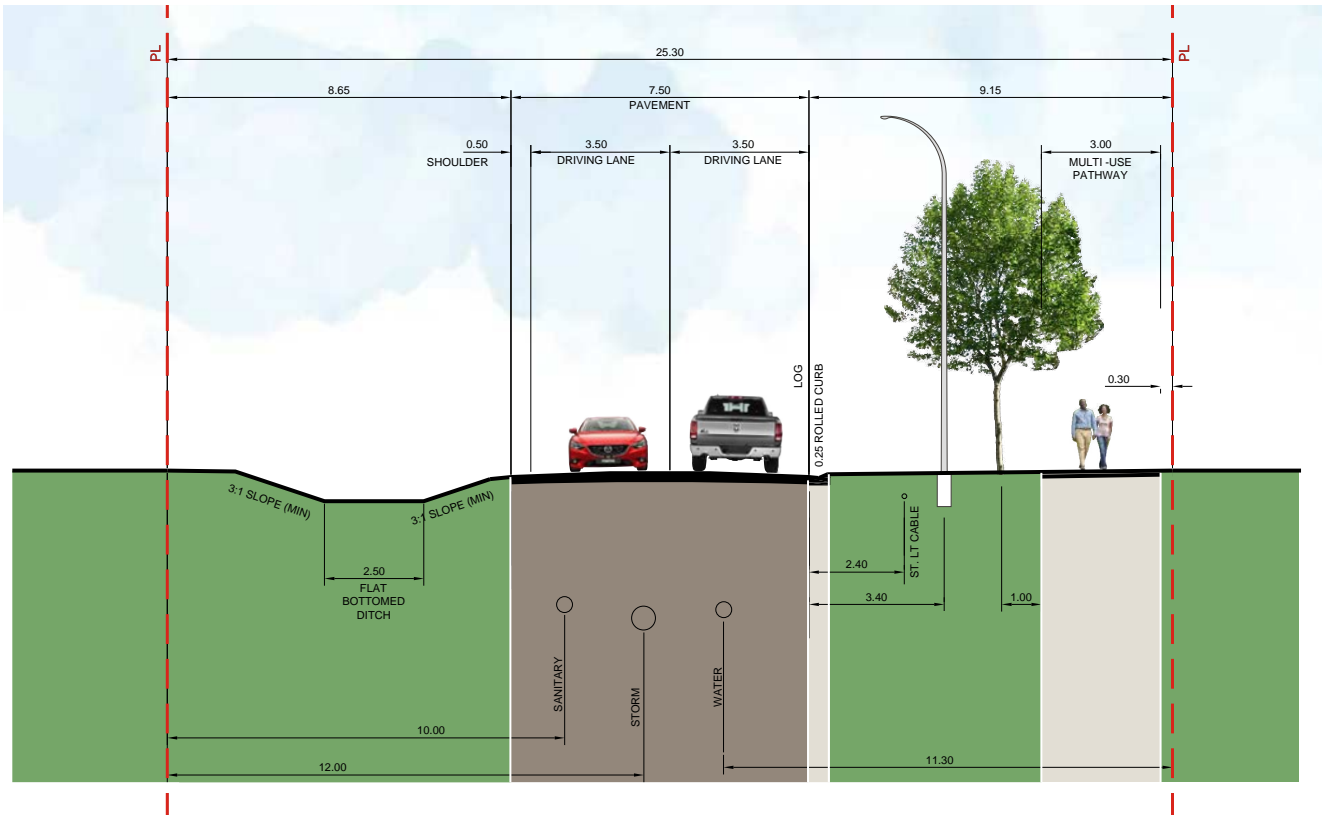 PL
25.30
PL
8.65
7.50
PAVEMENT
9.15
0.50
SHOULDER
3.50
DRIVING LANE
3.50
DRIVING LANE
3.00
MULTI -USE
PATHWAY
LOG
0.25 ROLLED CURB
0.30
3:1 SLOPE (MIN)
3:1 SLOPE (MIN)
2.50
FLAT
BOTTOMED
DITCH
2.40
ST. LT CABLE
3.40
1.00
SANITARY
STORM
WATER
10.00
12.00
11.30